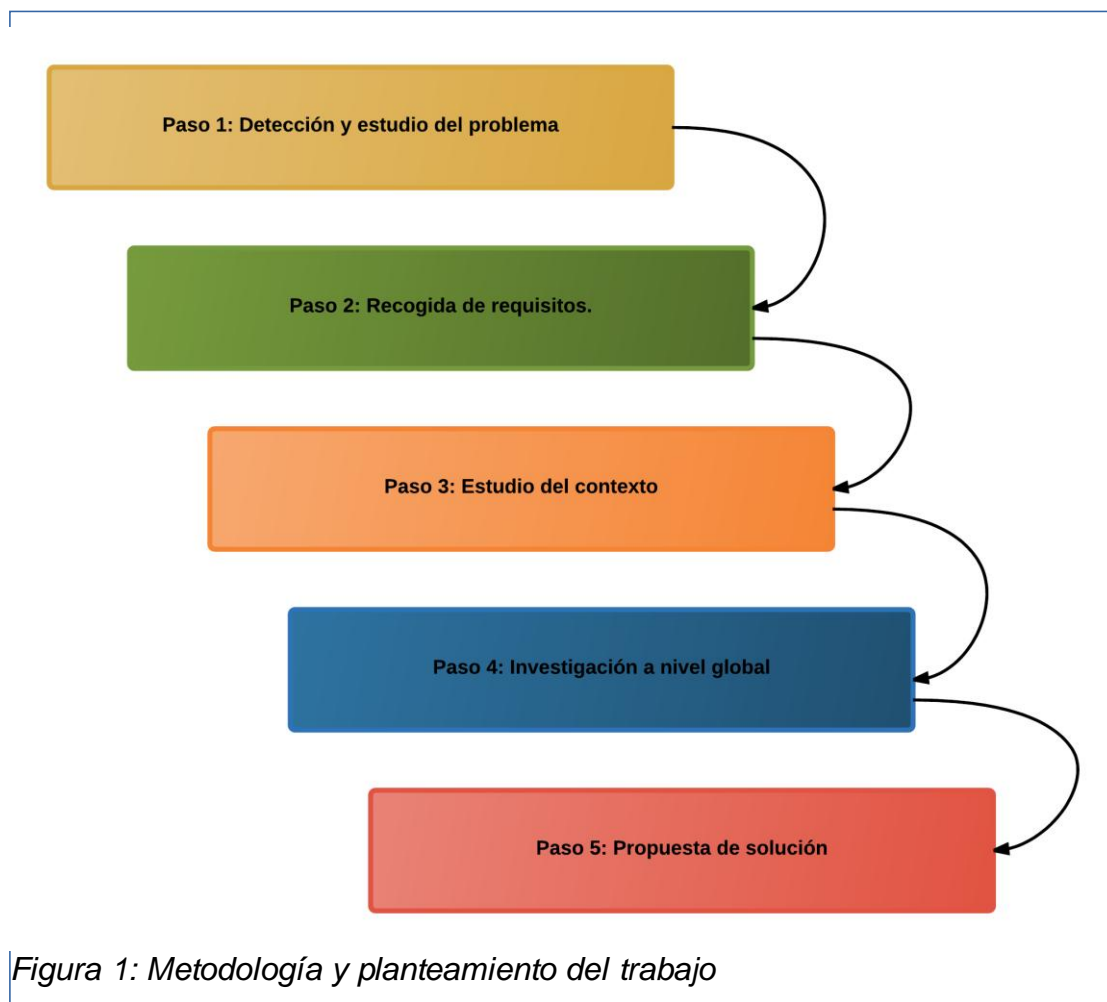 Paso 1: Detección y estudio del problema
Paso 2: Recogida de requisitos.
Paso 3: Estudio del contexto
Paso 4: Investigación a nivel global
Paso 5: Propuesta de solución
Figura 1: Metodología y planteamiento del trabajo